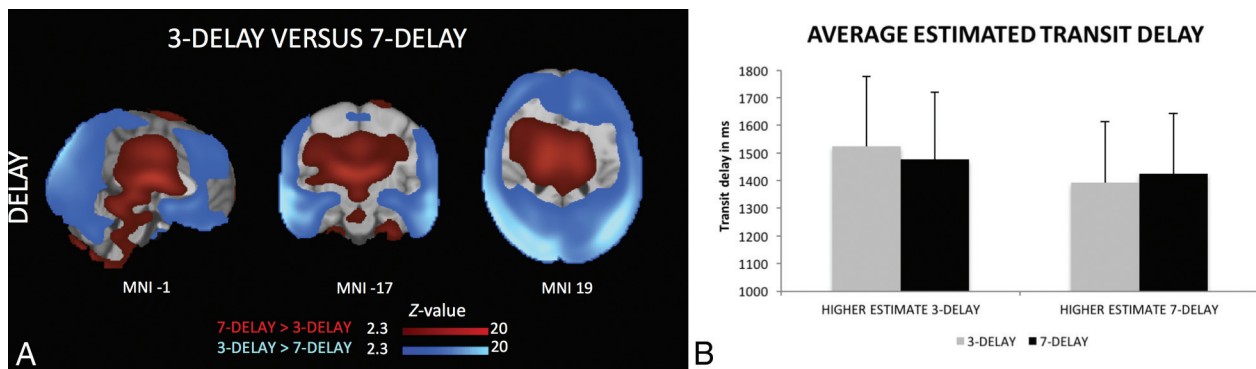 3-DELAY VERSUS 7-DELAY
DELAY
MNI -1
MNI -17
MNI 19
Z-value
7-DELAY > 3-DELAY 2.3 20
3-DELAY > 7-DELAY 2.3 20
A
AVERAGE ESTIMATED TRANSIT DELAY
Transit delay in ms
1800
1700
1600
1500
1400
1300
1200
1100
1000
HIGHER ESTIMATE 3-DELAY
HIGHER ESTIMATE 7-DELAY
3-DELAY 7-DELAY
B